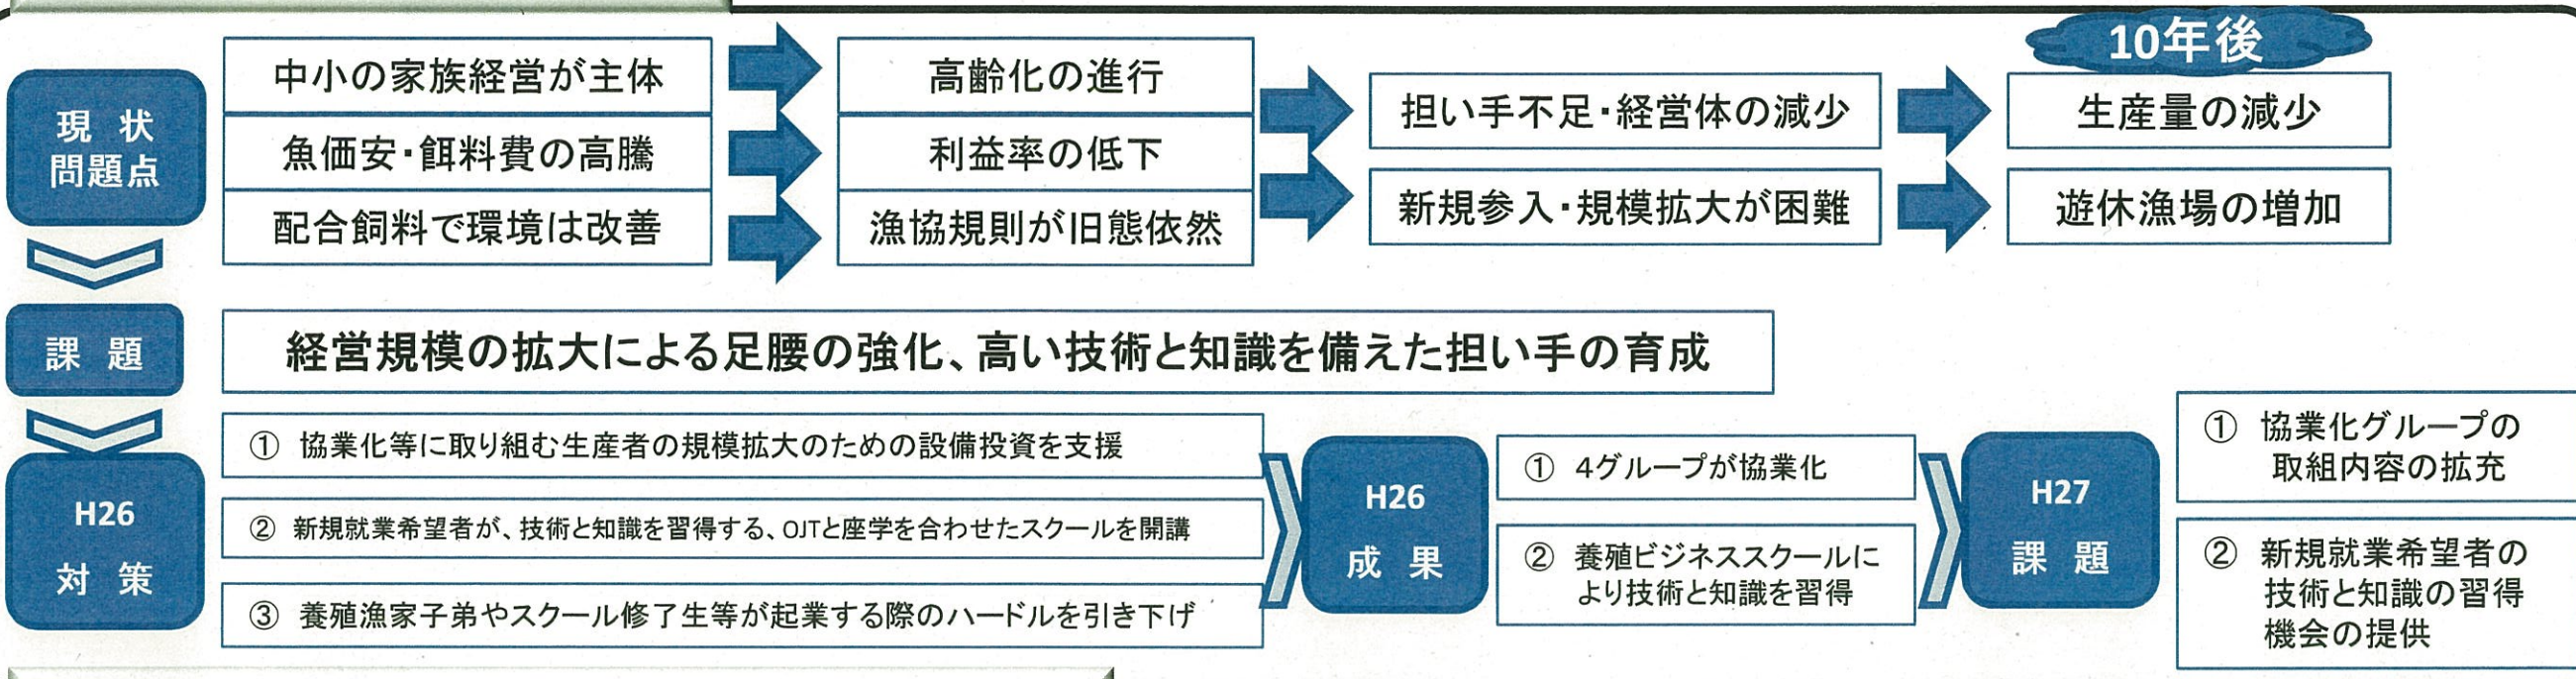 10年後
現 状
問題点
中小の家族経営が主体
魚価安・餌料費の高騰
配合飼料で環境は改善
高齢化の進行
利益率の低下
漁協規則が旧態依然
担い手不足・経営体の減少
新規参入・規模拡大が困難
生産量の減少
遊休漁場の増加
課 題
経営規模の拡大による足腰の強化、高い技術と知識を備えた担い手の育成
H26
対 策
① 協業化等に取り組む生産者の規模拡大のための設備投資を支援
② 新規就業希望者が、技術と知識を習得する、OJTと座学を合わせたスクールを開講
③ 養殖漁家子弟やスクール修了生等が起業する際のハードルを引き下げ
H26
成 果
① 4グループが協業化
② 養殖ビジネススクールに
より技術と知識を習得
H27
課 題
① 協業化グループの
取組内容の拡充
② 新規就業希望者の
技術と知識の習得
機会の提供